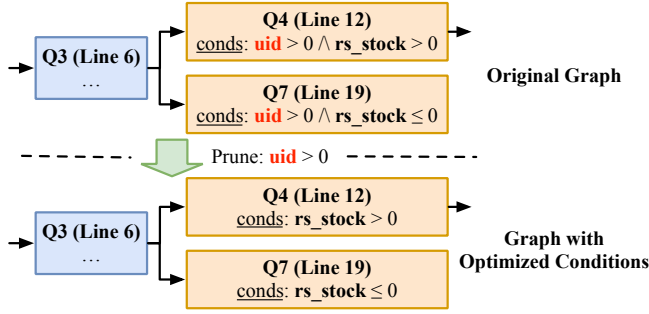 Q4 (Line 12)
conds: uid > 0 /\ rs_stock > 0
Q3 (Line 6)
...
Q7 (Line 19)
conds: uid > 0 /\ rs_stock ≤ 0
Original Graph
Prune: uid > 0
Q4 (Line 12)
conds: rs_stock > 0
Q3 (Line 6)
...
Q7 (Line 19)
conds: rs_stock ≤ 0
Graph with
Optimized Conditions